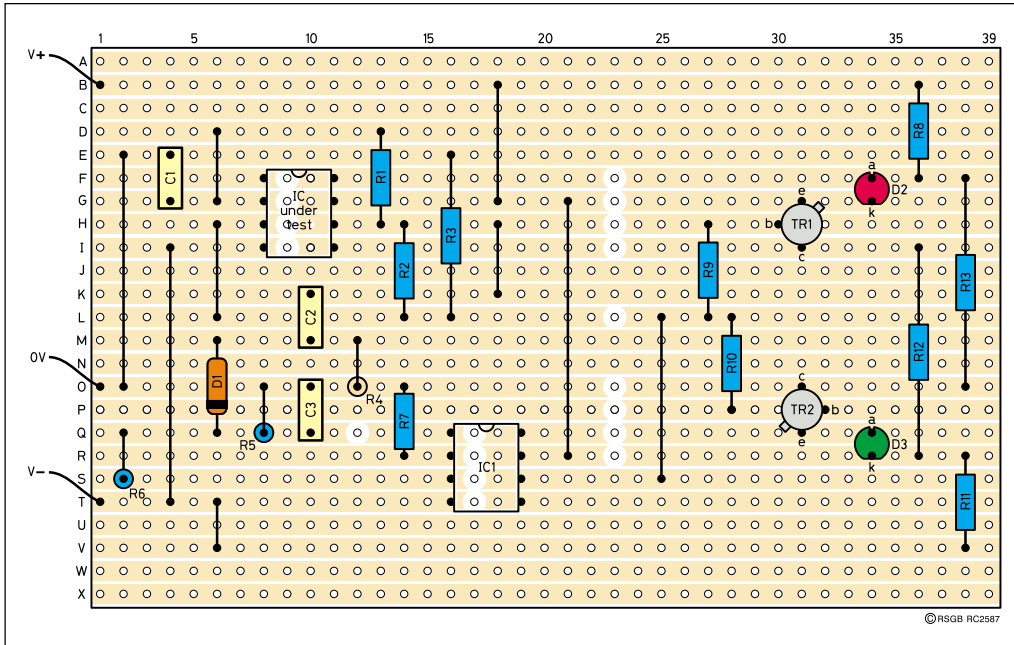 1 5 10 15 20 25 30 35 39
V+
A
B
C
D
E
F
G
H
I
J
K
L
M
N
O
P
Q
R
S
T
U
V
W
X
0V
V-
C1
IC
under
test
R1
R2
R3
C2
C3
D1
R4
R5
R6
R7
IC1
R8
a
D2
k
e
b
TR1
c
R9
R10
R12
R13
c
TR2
b
e
a
D3
k
R11
©RSGB RC2587